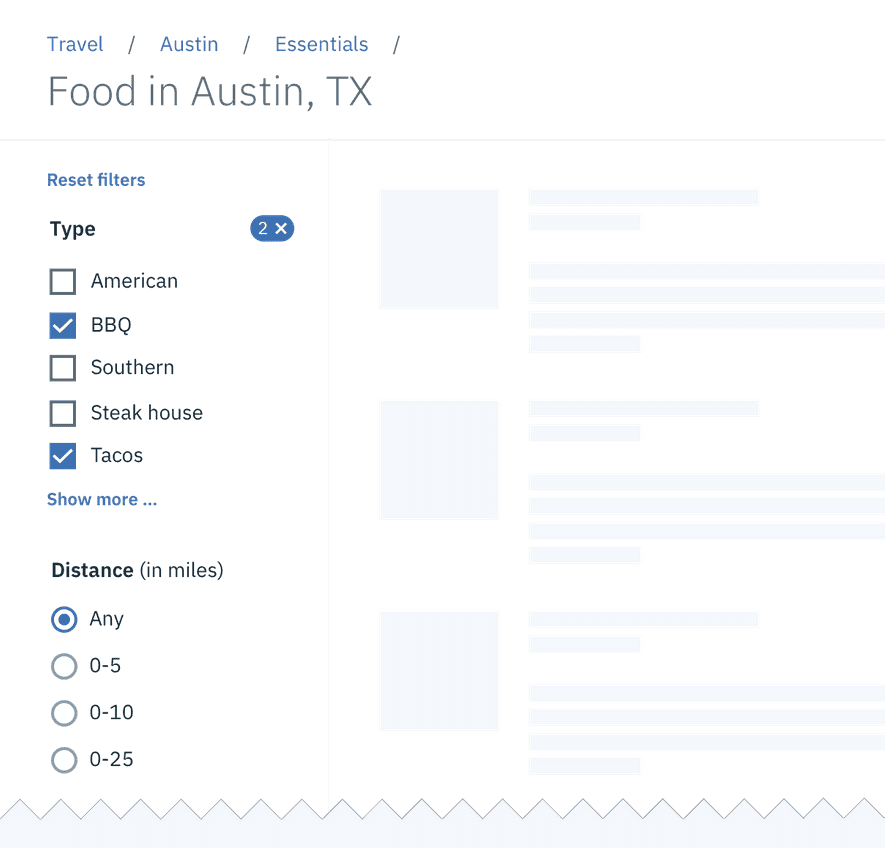 Travel / Austin / Essentials /
Food in Austin, TX
Reset filters
Type 2 ×
American
BBQ
Southern
Steak house
Tacos
Show more ...
Distance (in miles)
Any
0-5
0-10
0-25